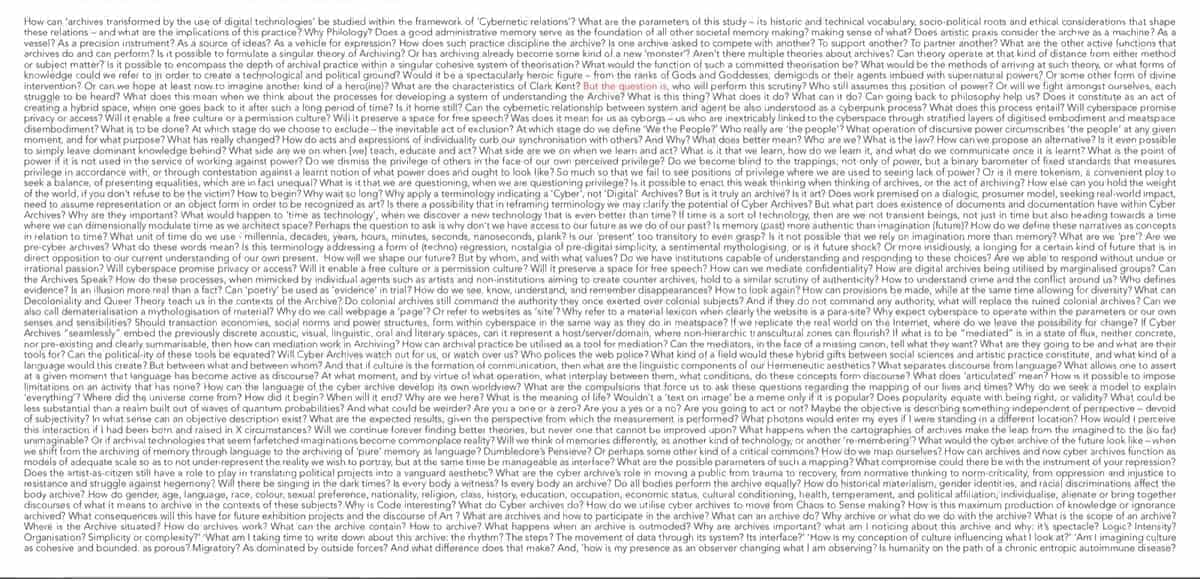 How can 'archives transformed by the use of digital technologies' be studied within the framework of 'Cybernetic relations'? What are the parameters of this study – its historic and technical vocabulary, socio-political roots and ethical considerations that shape
these relations – and what are the implications of this practice? Why Philology? Does a good administrative memory serve as the foundation of all other societal memory making? making sense of what? Does artistic praxis consider the archive as a machine? As a
vessel? As a precision instrument? As a source of ideas? As a vehicle for expression? How does such practice discipline the archive? Is one archive asked to compete with another? To support another? To partner another? What are the other active functions that
archives do and can perform? Is it possible to formulate a singular theory of Archiving? Or has archiving already become some kind of a new 'monster'? Aren't there multiple theories about archives? Can theory operate at that kind of distance from either method
or subject matter? Is it possible to encompass the depth of archival practice within a singular cohesive system of theorisation? What would the function of such a committed theorisation be? What would be the methods of arriving at such theory, or what forms of
knowledge could we refer to in order to create a technological and political ground? Would it be a spectacularly heroic figure – from the ranks of Gods and Goddesses, demigods or their agents imbued with supernatural powers? Or some other form of divine
intervention? Or can we hope at least now to imagine another kind of a hero(ine)? What are the characteristics of Clark Kent? But the question is, who will perform this scrutiny? Who still assumes this position of power? Or will we fight amongst ourselves, each
struggle to be heard? What does this mean when we think about the processes for developing a system of understanding the Archive? What is this thing? What does it do? What can it do? Can going back to philosophy help us? Does it constitute as an act of
creating a hybrid space, when one goes back to it after such a long period of time? Is it home still? Can the cybernetic relationship between system and agent be also understood as a cyberpunk process? What does this process entail? Will cyberspace promise
privacy or access? Will it enable a free culture or a permission culture? Will it preserve a space for free speech? Was does it mean for us as cyborgs – us who are inextricably linked to the cyberspace through stratified layers of digitised embodiment and meatspace
disembodiment? What is to be done? At which stage do we choose to exclude – the inevitable act of exclusion? At which stage do we define 'We the People?' Who really are 'the people'? What operation of discursive power circumscribes 'the people' at any given
moment, and for what purpose? What has really changed? How do acts and expressions of individuality curb our synchronisation with others? And Why? What does better mean? Who are we? What is the law? How can we propose an alternative? Is it even possible
to simply leave dominant knowledge behind? What side are we on when [we] teach, educate and act? What side are we on when we learn and act? What is it that we learn, how do we learn it, and what do we communicate once it is learnt? What is the point of
power if it is not used in the service of working against power? Do we dismiss the privilege of others in the face of our own perceived privilege? Do we become blind to the trappings, not only of power, but a binary barometer of fixed standards that measures
privilege in accordance with, or through contestation against a learnt notion of what power does and ought to look like? So much so that we fail to see positions of privilege where we are used to seeing lack of power? Or is it mere tokenism, a convenient ploy to
seek a balance, of presenting equalities, which are in fact unequal? What is it that we are questioning, when we are questioning privilege? Is it possible to enact this weak thinking when thinking of archives, or the act of archiving? How else can you hold the weight
of the world, if you don't refuse to be the victim? How to begin? Why wait so long? Why apply a terminology indicating a 'Cyber', not 'Digital' Archives? But is it truly an archive? Is it art? Does work premised on a dialogic, prosumer model, seeking real-world impact,
need to assume representation or an object form in order to be recognized as art? Is there a possibility that in reframing terminology we may clarify the potential of Cyber Archives? But what part does existence of documents and documentation have within Cyber
Archives? Why are they important? What would happen to 'time as technology', when we discover a new technology that is even better than time? If time is a sort of technology, then are we not transient beings, not just in time but also heading towards a time
where we can dimensionally modulate time as we architect space? Perhaps the question to ask is why don't we have access to our future as we do of our past? Is memory (past) more authentic than imagination (future)? How do we define these narratives as concepts
in relation to time? What unit of time do we use - millennia, decades, years, hours, minutes, seconds, nanoseconds, plank? Is our 'present' too transitory to even grasp? Is it not possible that we rely on imagination more than memory? What are we 'pre'? Are we
pre-cyber archives? What do these words mean? Is this terminology addressing a form of (techno) regression, nostalgia of pre-digital simplicity, a sentimental mythologising, or is it future shock? Or more insidiously, a longing for a certain kind of future that is in
direct opposition to our current understanding of our own present. How will we shape our future? But by whom, and with what values? Do we have institutions capable of understanding and responding to these choices? Are we able to respond without undue or
irrational passion? Will cyberspace promise privacy or access? Will it enable a free culture or a permission culture? Will it preserve a space for free speech? How can we mediate confidentiality? How are digital archives being utilised by marginalised groups? Can
the Archives Speak? How do these processes, when mimicked by individual agents such as artists and non-institutions aiming to create counter archives, hold to a similar scrutiny of authenticity? How to understand crime and the conflict around us? Who defines
evidence? Is an illusion more real than a fact? Can 'poetry' be used as 'evidence' in trial? How do we see, know, understand, and remember disappearances? How to look again? How can provisions be made, while at the same time allowing for diversity? What can
Decoloniality and Queer Theory teach us in the contexts of the Archive? Do colonial archives still command the authority they once exerted over colonial subjects? And if they do not command any authority, what will replace the ruined colonial archives? Can we
also call dematerialisation a mythologisation of material? Why do we call webpage a 'page'? Or refer to websites as 'site'? Why refer to a material lexicon when clearly the website is a para-site? Why expect cyberspace to operate within the parameters or our own
senses and sensibilities? Should transaction economies, social norms and power structures, form within cyberspace in the same way as they do in meatspace? If we replicate the real world on the Internet, where do we leave the possibility for change? If Cyber
Archives "seamlessly" embed the previously discrete acoustic, visual, linguistic, oral and literary spaces, can it represent a host/server/domain, where non-hierarchic transcultural zones can flourish? If what is to be "mediated" is in a state of flux, neither concrete,
nor pre-existing and clearly summarisable, then how can mediation work in Archiving? How can archival practice be utilised as a tool for mediation? Can the mediators, in the face of a missing canon, tell what they want? What are they going to be and what are their
tools for? Can the political-ity of these tools be equated? Will Cyber Archives watch out for us, or watch over us? Who polices the web police? What kind of a field would these hybrid gifts between social sciences and artistic practice constitute, and what kind of a
language would this create? But between what and between whom? And that if culture is the formation of communication, then what are the linguistic components of our Hermeneutic aesthetics? What separates discourse from language? What allows one to assert
at a given moment that language has become active as discourse? At what moment, and by virtue of what operation, what interplay between them, what conditions, do these concepts form discourse? What does 'articulated' mean? How is it possible to impose
limitations on an activity that has none? How can the language of the cyber archive develop its own worldview? What are the compulsions that force us to ask these questions regarding the mapping of our lives and times? Why do we seek a model to explain
'everything'? Where did the universe come from? How did it begin? When will it end? Why are we here? What is the meaning of life? Wouldn't a 'text on image' be a meme only if it is popular? Does popularity equate with being right, or validity? What could be
less substantial than a realm built out of waves of quantum probabilities? And what could be weirder? Are you a one or a zero? Are you a yes or a no? Are you going to act or not? Maybe the objective is describing something independent of perspective – devoid
of subjectivity? In what sense can an objective description exist? What are the expected results, given the perspective from which the measurement is performed? What photons would enter my eyes if I were standing in a different location? How would I perceive
this interaction if I had been born and raised in X circumstances? Will we continue forever finding better theories, but never one that cannot be improved upon? What happens when the cartographies of archives make the leap from the imagined to the (so far)
unimaginable? Or if archival technologies that seem farfetched imaginations become commonplace reality? Will we think of memories differently, as another kind of technology, or another 're-membering'? What would the cyber archive of the future look like – when
we shift from the archiving of memory through language to the archiving of 'pure' memory as language? Dumbledore's Pensieve? Or perhaps some other kind of a critical commons? How do we map ourselves? How can archives and now cyber archives function as
models of adequate scale so as to not under-represent the reality we wish to portray, but at the same time be manageable as interface? What are the possible parameters of such a mapping? What compromise could there be with the instrument of your repression?
Does the artist-as-citizen still have a role to play in translating political projects into a vanguard aesthetic? What are the cyber archive's role in moving a public from trauma to recovery, from normative thinking to norm-criticality, from oppression and injustice to
resistance and struggle against hegemony? Will there be singing in the dark times? Is every body a witness? Is every body an archive? Do all bodies perform the archive equally? How do historical materialism, gender identities, and racial discriminations affect the
body archive? How do gender, age, language, race, colour, sexual preference, nationality, religion, class, history, education, occupation, economic status, cultural conditioning, health, temperament, and political affiliation, individualise, alienate or bring together
discourses of what it means to archive in the contexts of these subjects? Why is Code interesting? What do Cyber archives do? How do we utilise cyber archives to move from Chaos to Sense making? How is this maximum production of knowledge or ignorance
archived? What consequences will this have for future exhibition projects and the discourse of Art? What are archives and how to participate in the archive? What can an archive do? Why archive or what do we do with the archive? What is the scope of an archive?
Where is the Archive situated? How do archives work? What can the archive contain? How to archive? What happens when an archive is outmoded? Why are archives important? what am I noticing about this archive and why: it's spectacle? Logic? Intensity?
Organisation? Simplicity or complexity?' 'What am I taking time to write down about this archive: the rhythm? The steps? The movement of data through its system? Its interface?' 'How is my conception of culture influencing what I look at?' 'Am I imagining culture
as cohesive and bounded. as porous? Migratory? As dominated by outside forces? And what difference does that make? And, 'how is my presence as an observer changing what I am observing? Is humanity on the path of a chronic entropic autoimmune disease?